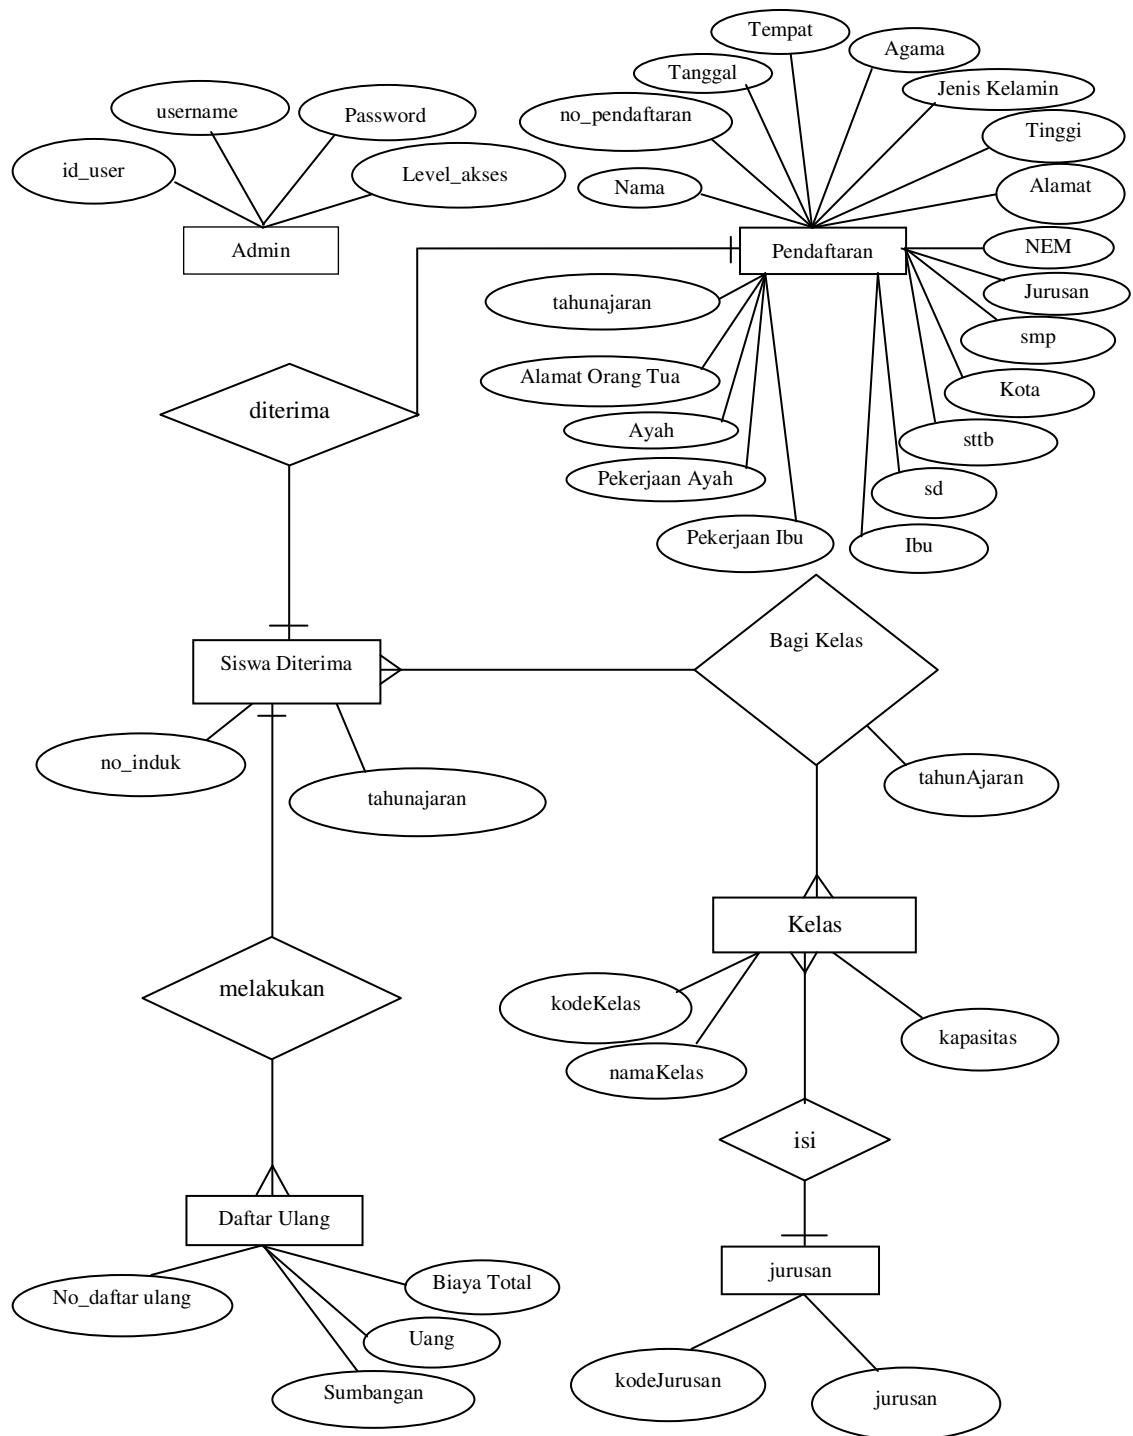 Tempat
Agama
Tanggal
Jenis Kelamin
username
Password
no_pendaftaran
Tinggi
id_user
Level_akses
Nama
Alamat
Admin
Pendaftaran
NEM
tahunajaran
Jurusan
smp
Alamat Orang Tua
Kota
diterima
Ayah
sttb
Pekerjaan Ayah
sd
Pekerjaan Ibu
Ibu
Siswa Diterima
Bagi Kelas
no_induk
tahunajaran
tahunAjaran
Kelas
melakukan
kodeKelas
namaKelas
kapasitas
isi
Daftar Ulang
jurusan
No_daftar ulang
Biaya Total
Uang
Sumbangan
kodeJurusan
jurusan